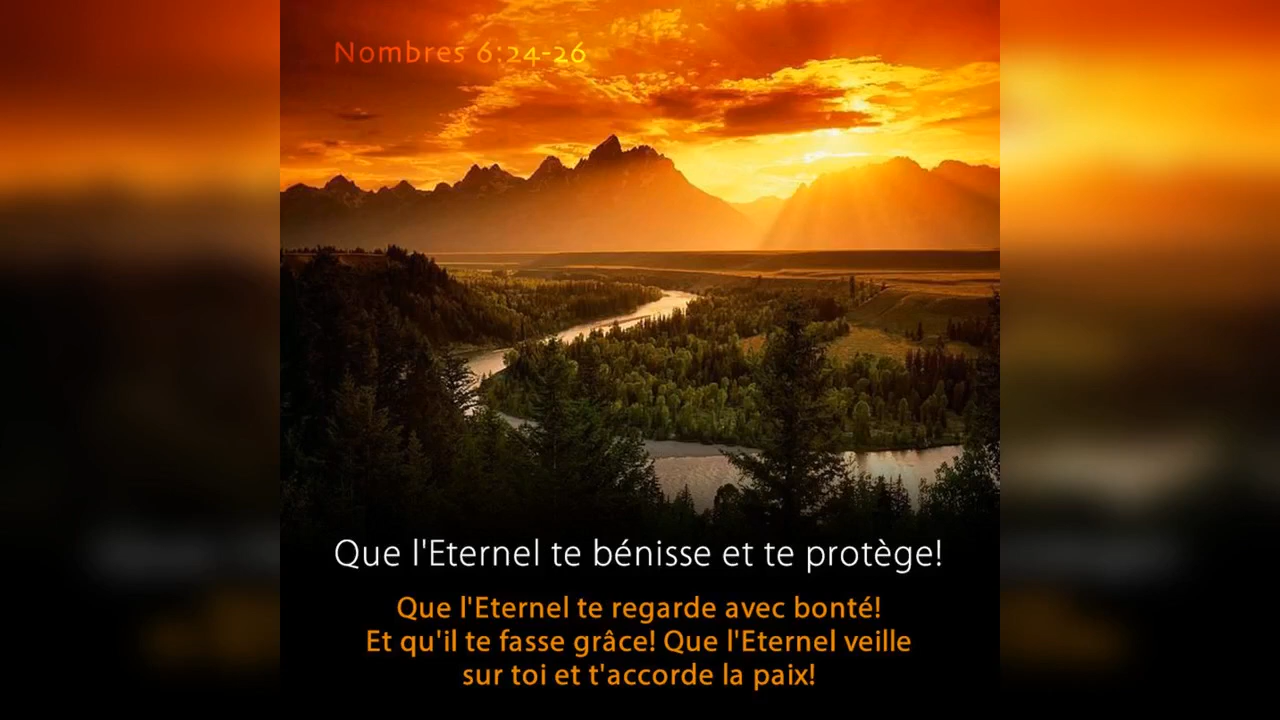 Nombres 6:24-26
Que l'Eternel te bénisse et te protège!
Que l'Eternel te regarde avec bonté!
Et qu'il te fasse grâce! Que l'Eternel veille
sur toi et t'accorde la paix!